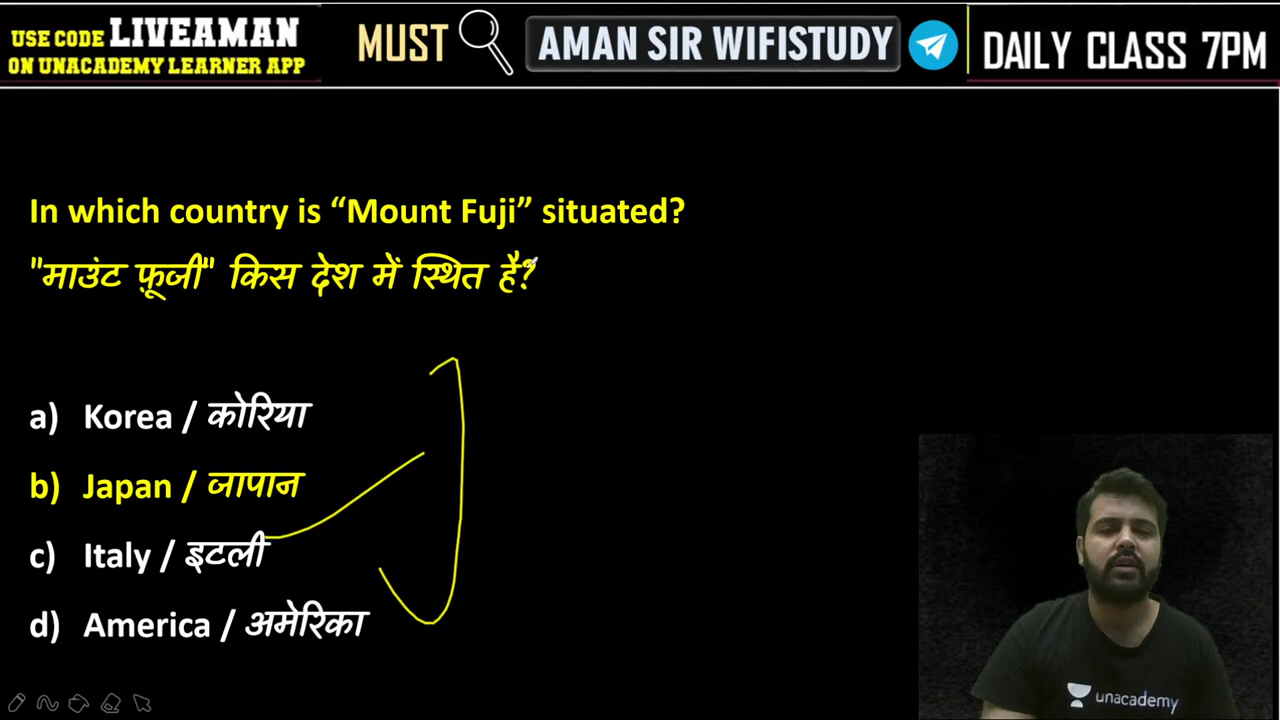 USE CODE LIVEAMAN
ON UNACADEMY LEARNER APP
MUST
AMAN SIR WIFISTUDY
DAILY CLASS 7PM
In which country is “Mount Fuji” situated?
"माउंट फ़ूजी" किस देश में स्थित है?
a) Korea / कोरिया
b) Japan / जापान
c) Italy / इटली
d) America / अमेरिका
unacademy